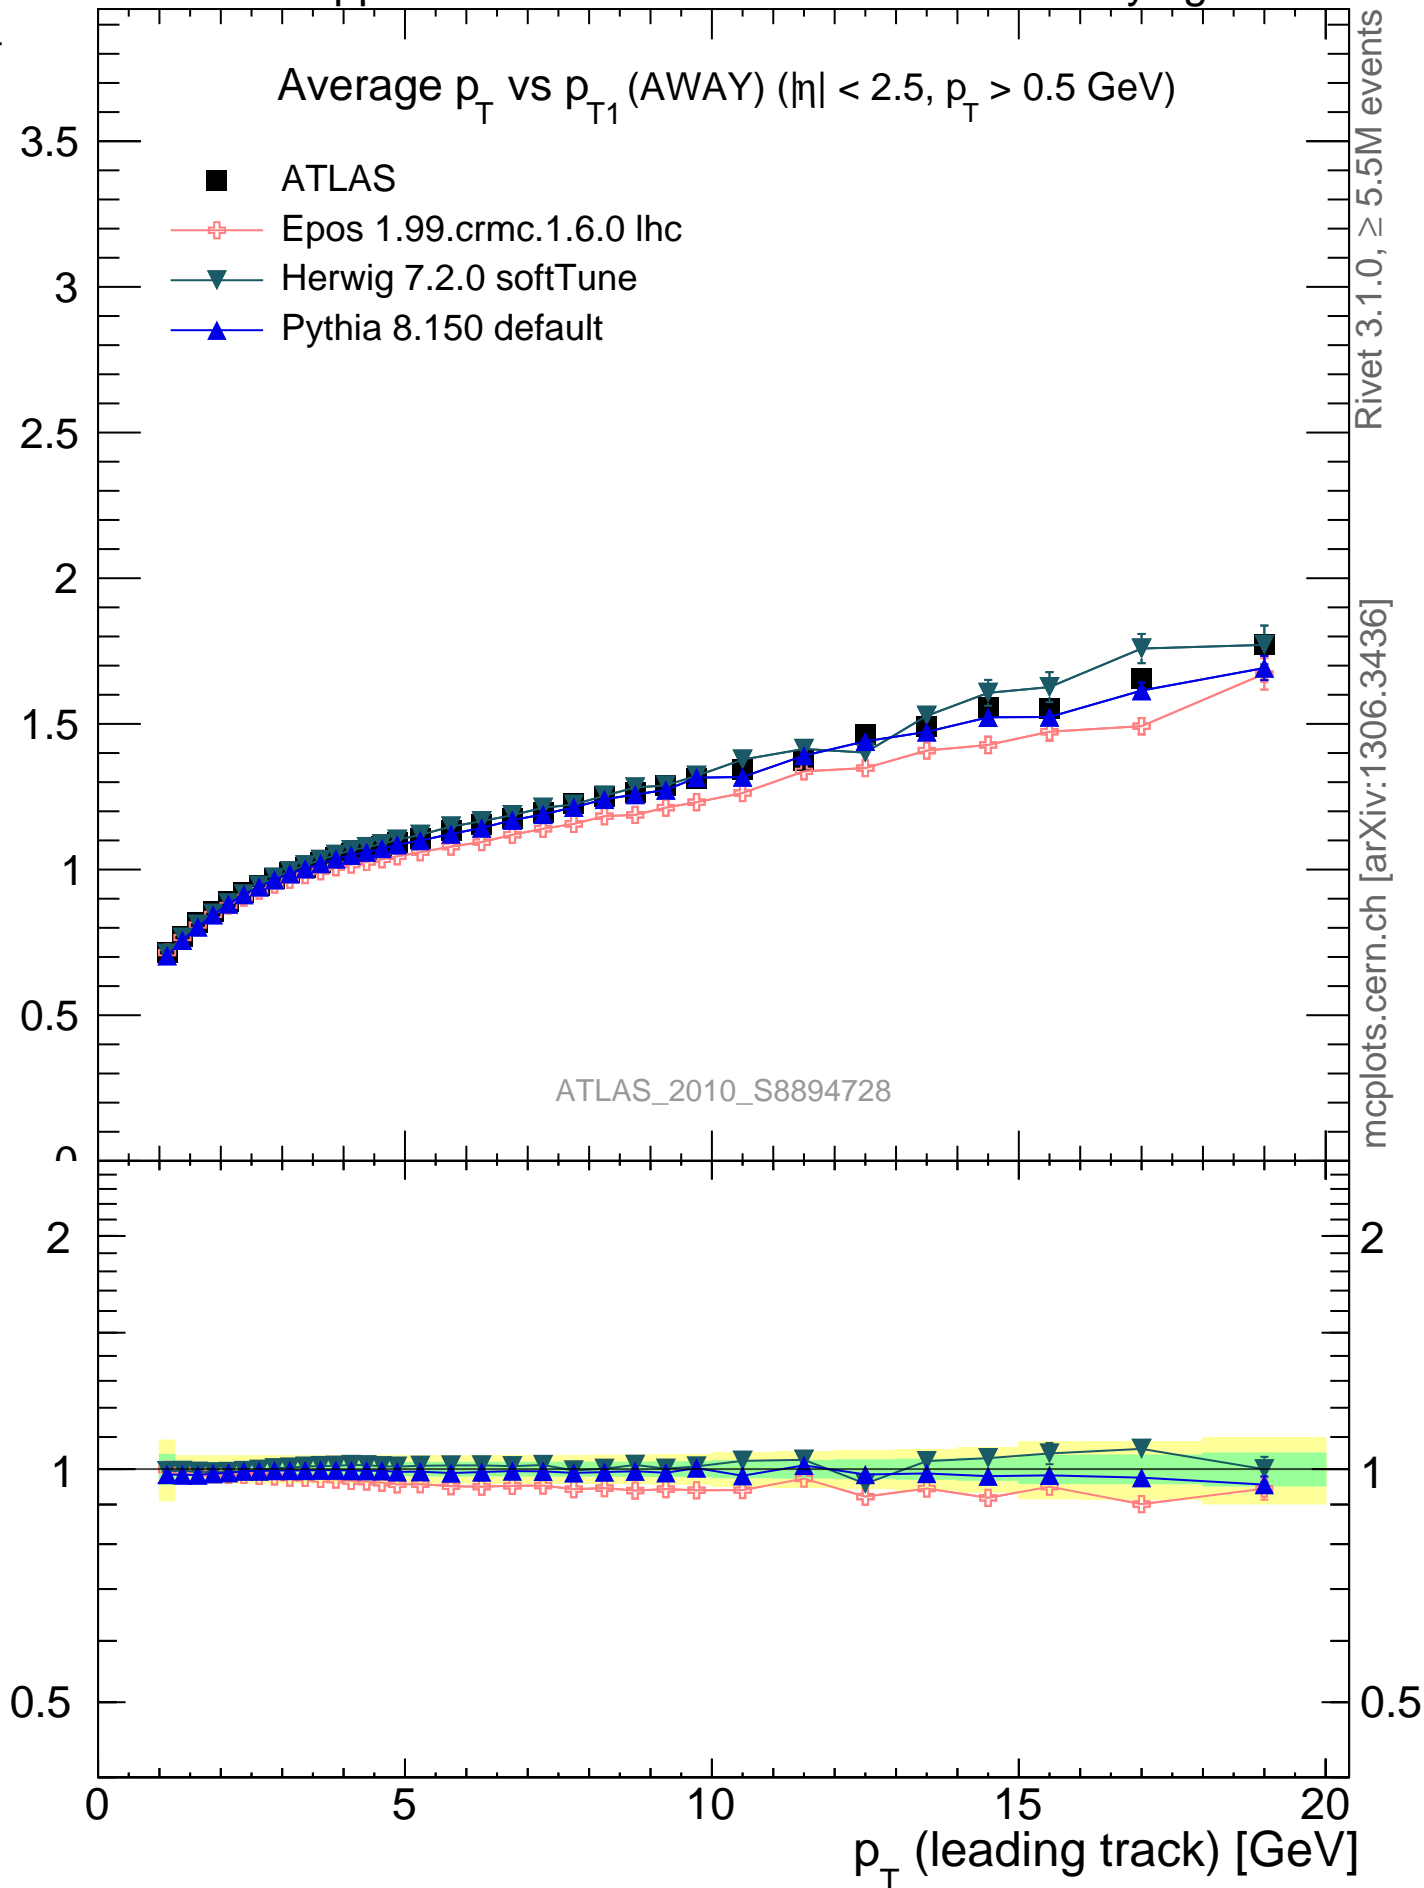 Average p_T vs p_T1 (AWAY) (|η| < 2.5, p_T > 0.5 GeV)
ATLAS
Epos 1.99.crmc.1.6.0 lhc
Herwig 7.2.0 softTune
Pythia 8.150 default
3.5
3
2.5
2
1.5
1
0.5
0
ATLAS_2010_S8894728
Rivet 3.1.0, ≥ 5.5M events
mcplots.cern.ch [arXiv:1306.3436]
2
1
0.5
2
1
0.5
0
5
10
15
20
p_T (leading track) [GeV]